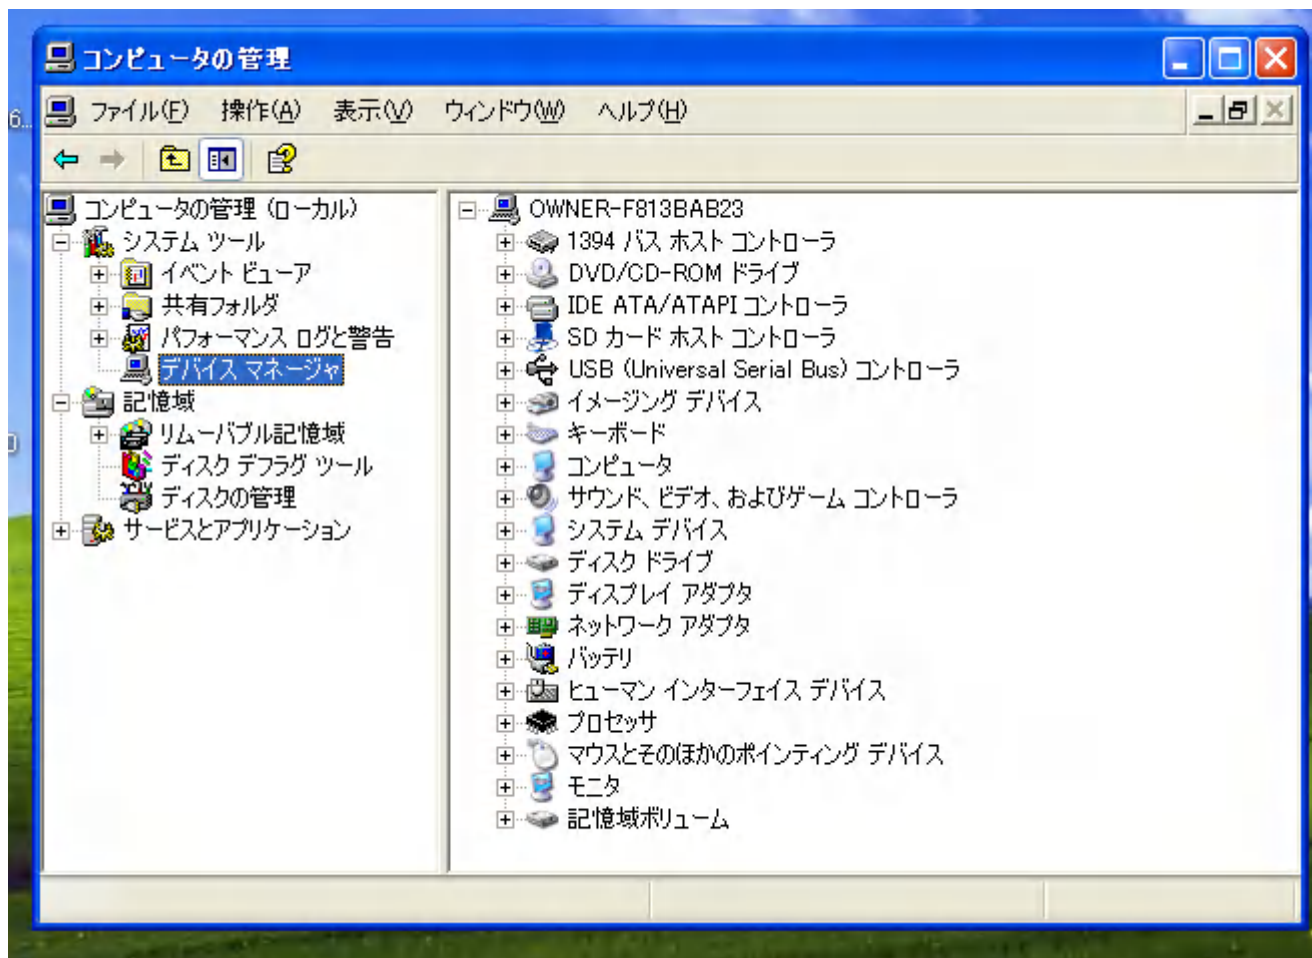 コンピュータの管理
ファイル(F) 操作(A) 表示(V) ウィンドウ(W) ヘルプ(H)
6...
コンピュータの管理 (ローカル)
システム ツール
イベント ビューア
共有フォルダ
パフォーマンス ログと警告
デバイス マネージャ
記憶域
リムーバブル記憶域
ディスク デフラグ ツール
ディスクの管理
サービスとアプリケーション
OWNER-F813BAB23
1394 バス ホスト コントローラ
DVD/CD-ROM ドライブ
IDE ATA/ATAPI コントローラ
SD カード ホスト コントローラ
USB (Universal Serial Bus) コントローラ
イメージング デバイス
キーボード
コンピュータ
サウンド、ビデオ、およびゲーム コントローラ
システム デバイス
ディスク ドライブ
ディスプレイ アダプタ
ネットワーク アダプタ
バッテリ
ヒューマン インターフェイス デバイス
プロセッサ
マウスとそのほかのポインティング デバイス
モニタ
記憶域ボリューム